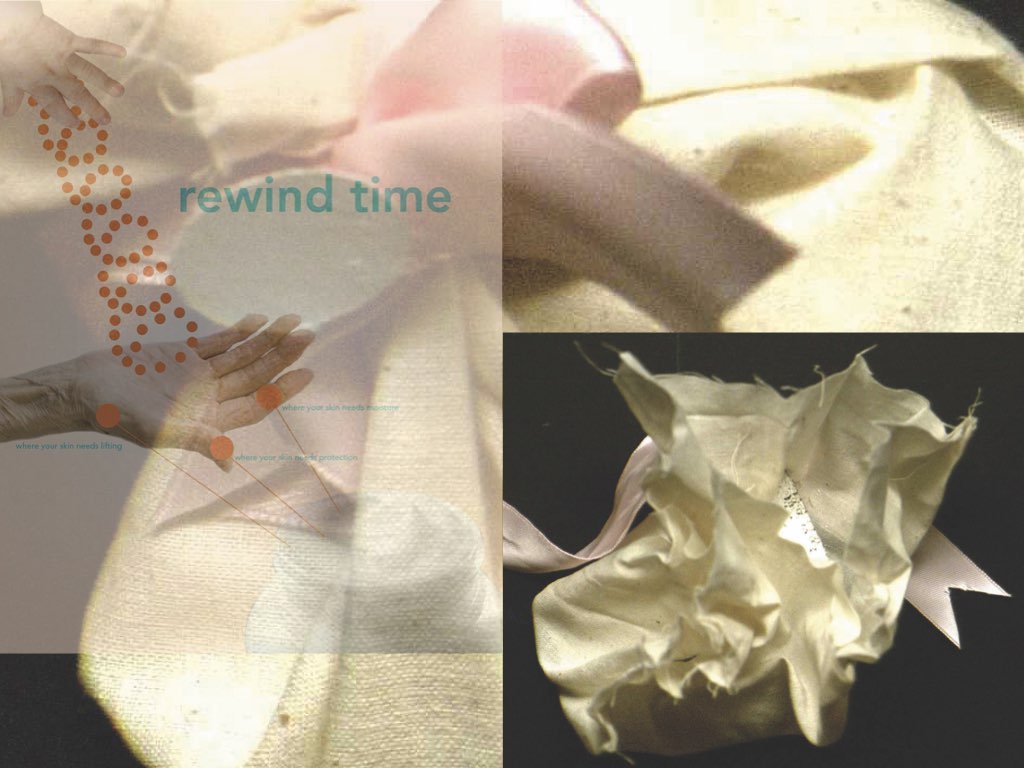 rewind time
where your skin needs moisture
where your skin needs lifting
where your skin needs protection